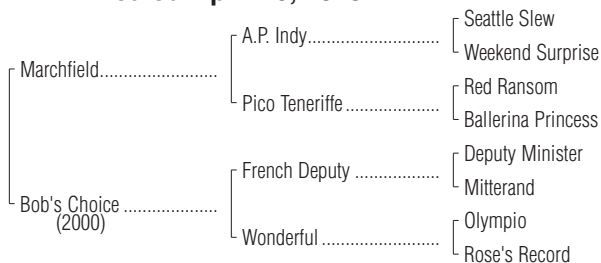 Seattle Slew
A.P. Indy
Weekend Surprise
Marchfield
Red Ransom
Pico Teneriffe
Ballerina Princess
Deputy Minister
French Deputy
Mitterand
Bob's Choice
(2000)
Olympio
Wonderful
Rose's Record